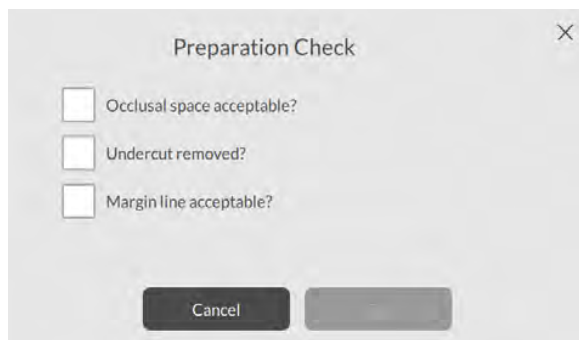 Preparation Check
Occlusal space acceptable?
Undercut removed?
Margin line acceptable?
Cancel